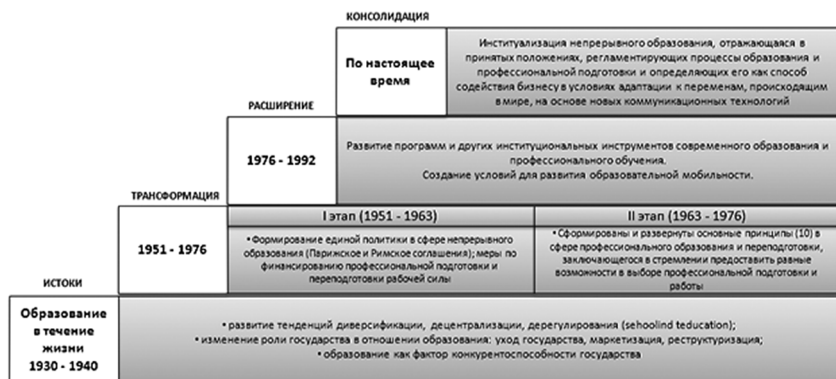 КОНСОЛИДАЦИЯ
По настоящее
время
Институализация непрерывного образования, отражающаяся в
принятых положениях, регламентирующих процессы образования и
профессиональной подготовки и определяющих его как способ
содействия бизнесу в условиях адаптации к переменам, происходящим
в мире, на основе новых коммуникационных технологий
РАСШИРЕНИЕ
1976 - 1992
Развитие программ и других институциональных инструментов современного образования и
профессионального обучения.
Создание условий для развития образовательной мобильности.
ТРАНСФОРМАЦИЯ
1951 - 1976
I этап (1951 - 1963)
• Формирование единой политики в сфере непрерывного
образования (Парижское и Римское соглашения); меры по
финансированию профессиональной подготовки и
переподготовки рабочей силы
II этап (1963 - 1976)
• Сформированы и развернуты основные принципы (10) в
сфере профессионального образования и переподготовки,
заключающегося в стремлении предоставить равные
возможности в выборе профессиональной подготовки и
работы
ИСТОКИ
Образование
в течение
жизни
1930 - 1940
• развитие тенденций диверсификации, децентрализации, дерегулирования (sehoolind teducation);
• изменение роли государства в отношении образования: уход государства, маркетизация, реструктуризация;
• образование как фактор конкурентоспособности государства